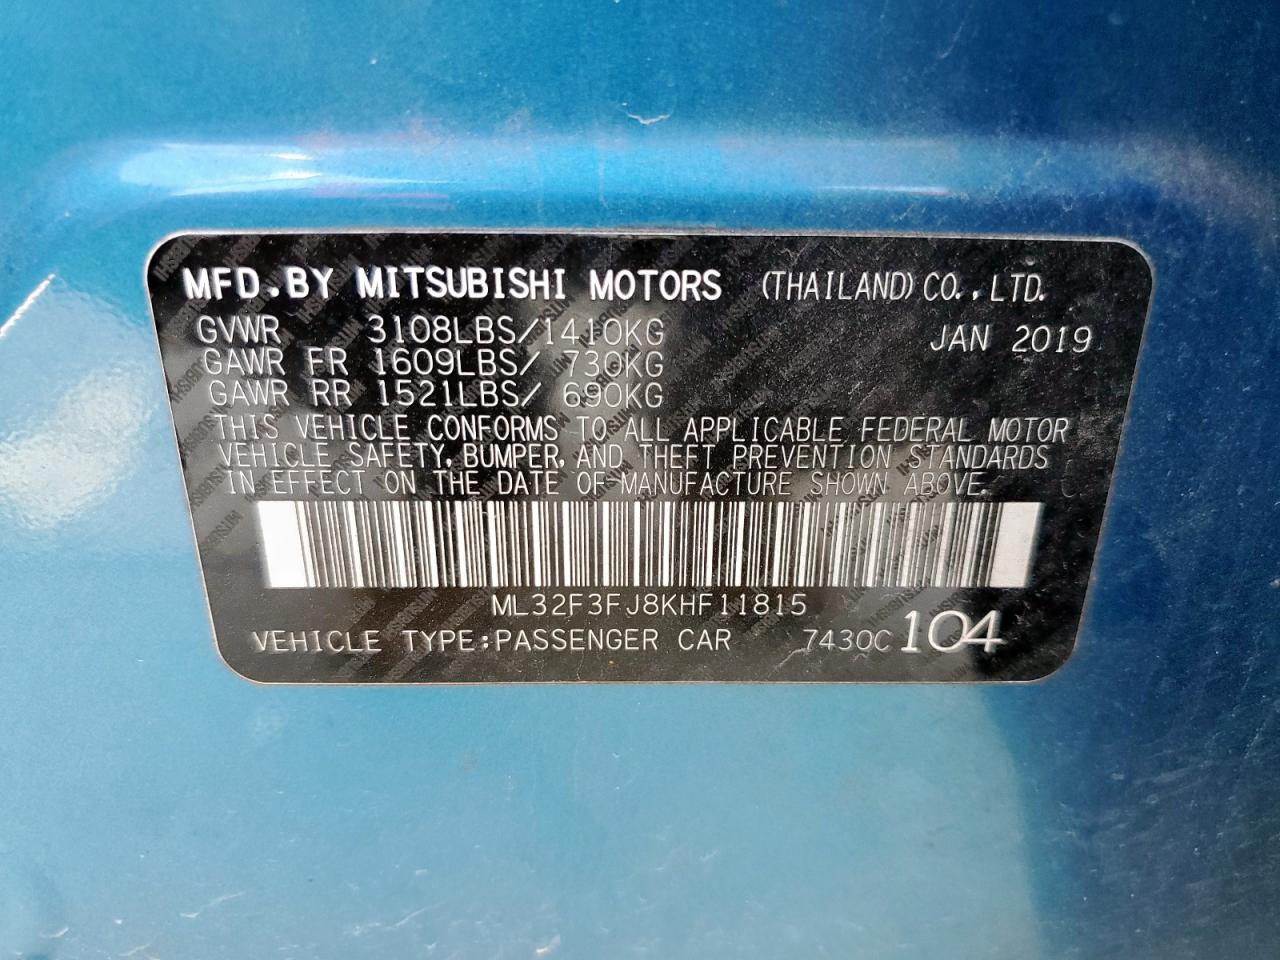 MFD.BY MITSUBISHI MOTORS (THAILAND)CO.,LTD.
GVWR 3108LBS/1410KG JAN 2019
GAWR FR 1609LBS/ 730KG
GAWR RR 1521LBS/ 690KG
THIS VEHICLE CONFORMS TO ALL APPLICABLE FEDERAL MOTOR
VEHICLE SAFETY, BUMPER, AND THEFT PREVENTION STANDARDS
IN EFFECT ON THE DATE OF MANUFACTURE SHOWN ABOVE.
ML32F3FJ8KHF11815
VEHICLE TYPE:PASSENGER CAR 7430C 104